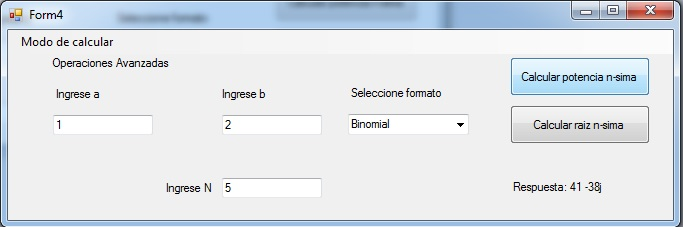 Form4
Modo de calcular
Operaciones Avanzadas
Calcular potencia n-sima
Ingrese a
Ingrese b
Seleccione formato
1
2
Binomial
Calcular raiz n-sima
Ingrese N
5
Respuesta: 41 -38j